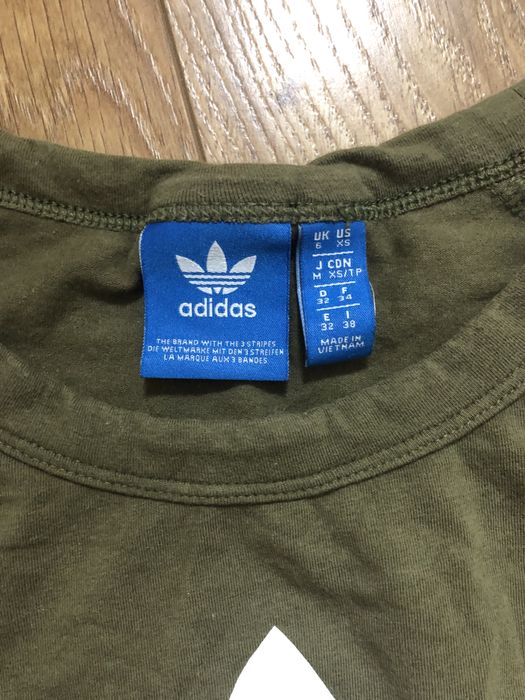 adidas
THE BRAND WITH THE 3 STRIPES
DIE WELTMARKE MIT DEN 3 STREIFEN
LA MARQUE AUX 3 BANDES
UK US
6 XS
J CDN
M XS/TP
D F
32 34
E I
32 38
MADE IN
VIETNAM